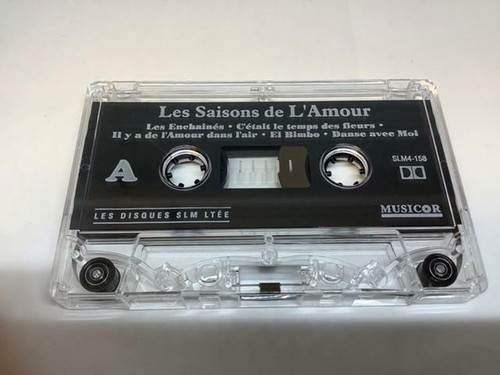 Les Saisons de L'Amour
Les Enchainés • C'était le temps des fleurs •
Il y a de l'Amour dans l'air • El Bimbo • Danse avec Moi
A
SLM4-158
LES DISQUES SLM LTÉE
MUSICOR